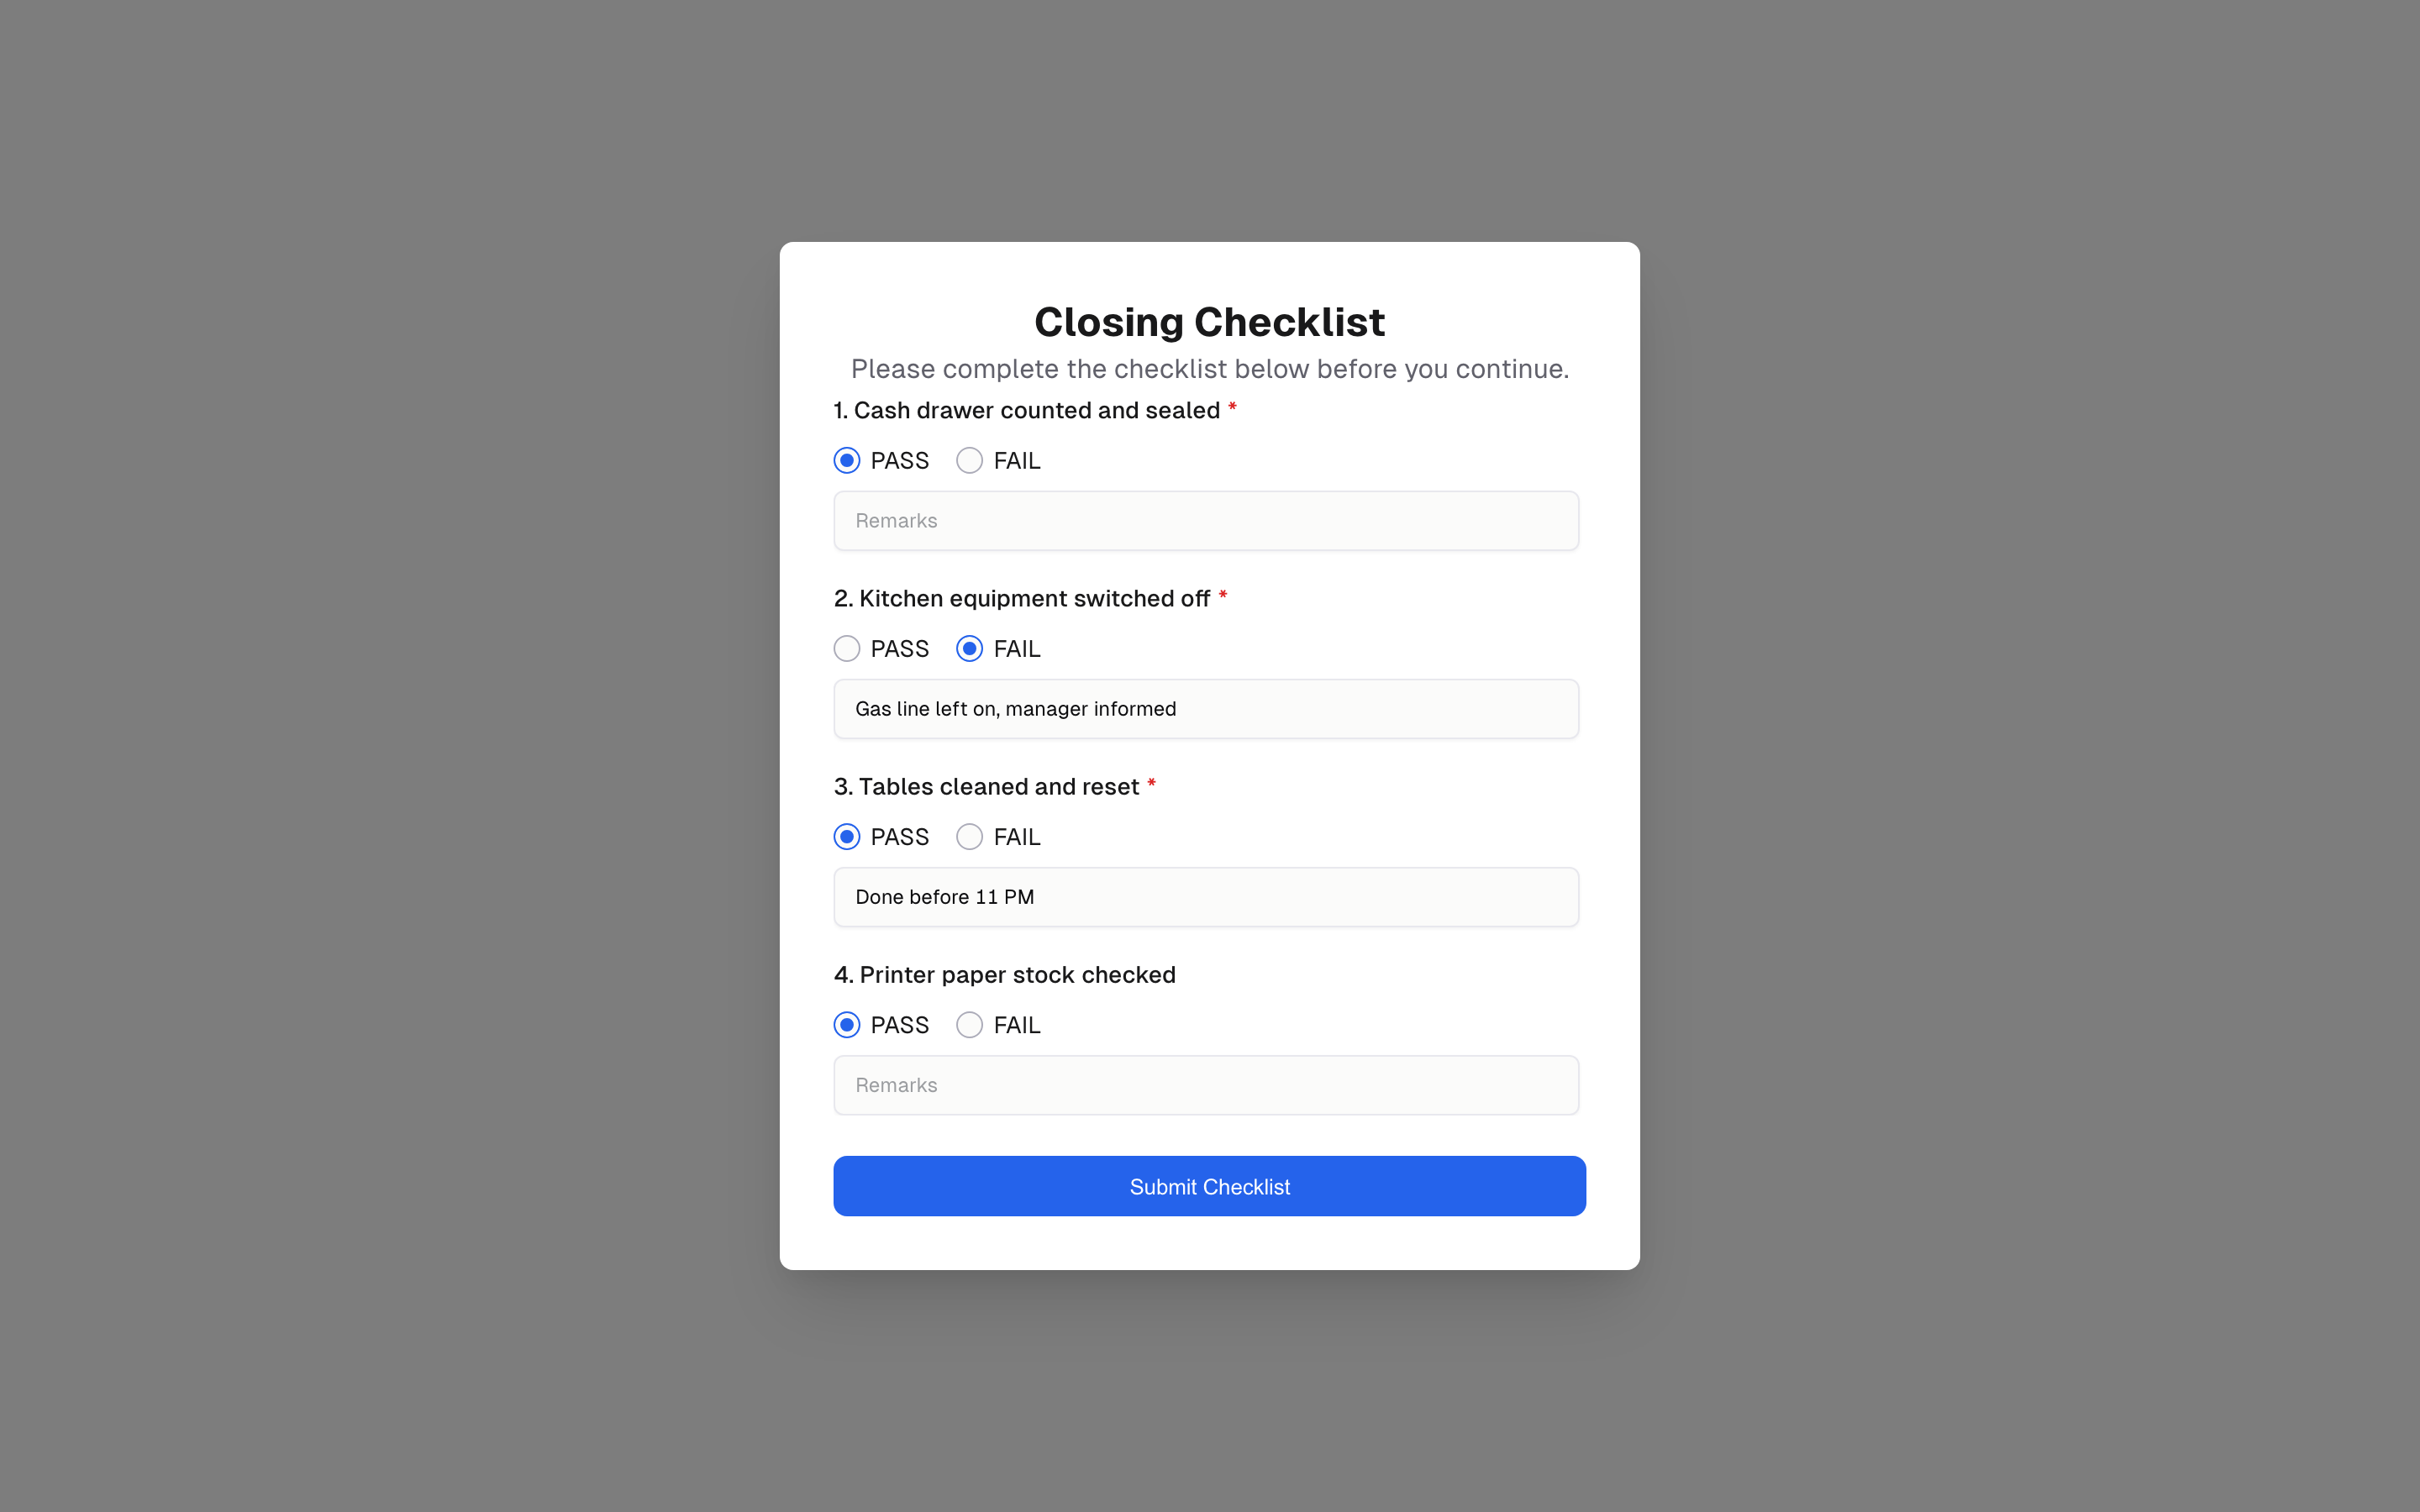 Closing Checklist
Please complete the checklist below before you continue.
1. Cash drawer counted and sealed *
PASS FAIL
Remarks
2. Kitchen equipment switched off *
PASS FAIL
Gas line left on, manager informed
3. Tables cleaned and reset *
PASS FAIL
Done before 11 PM
4. Printer paper stock checked
PASS FAIL
Remarks
Submit Checklist